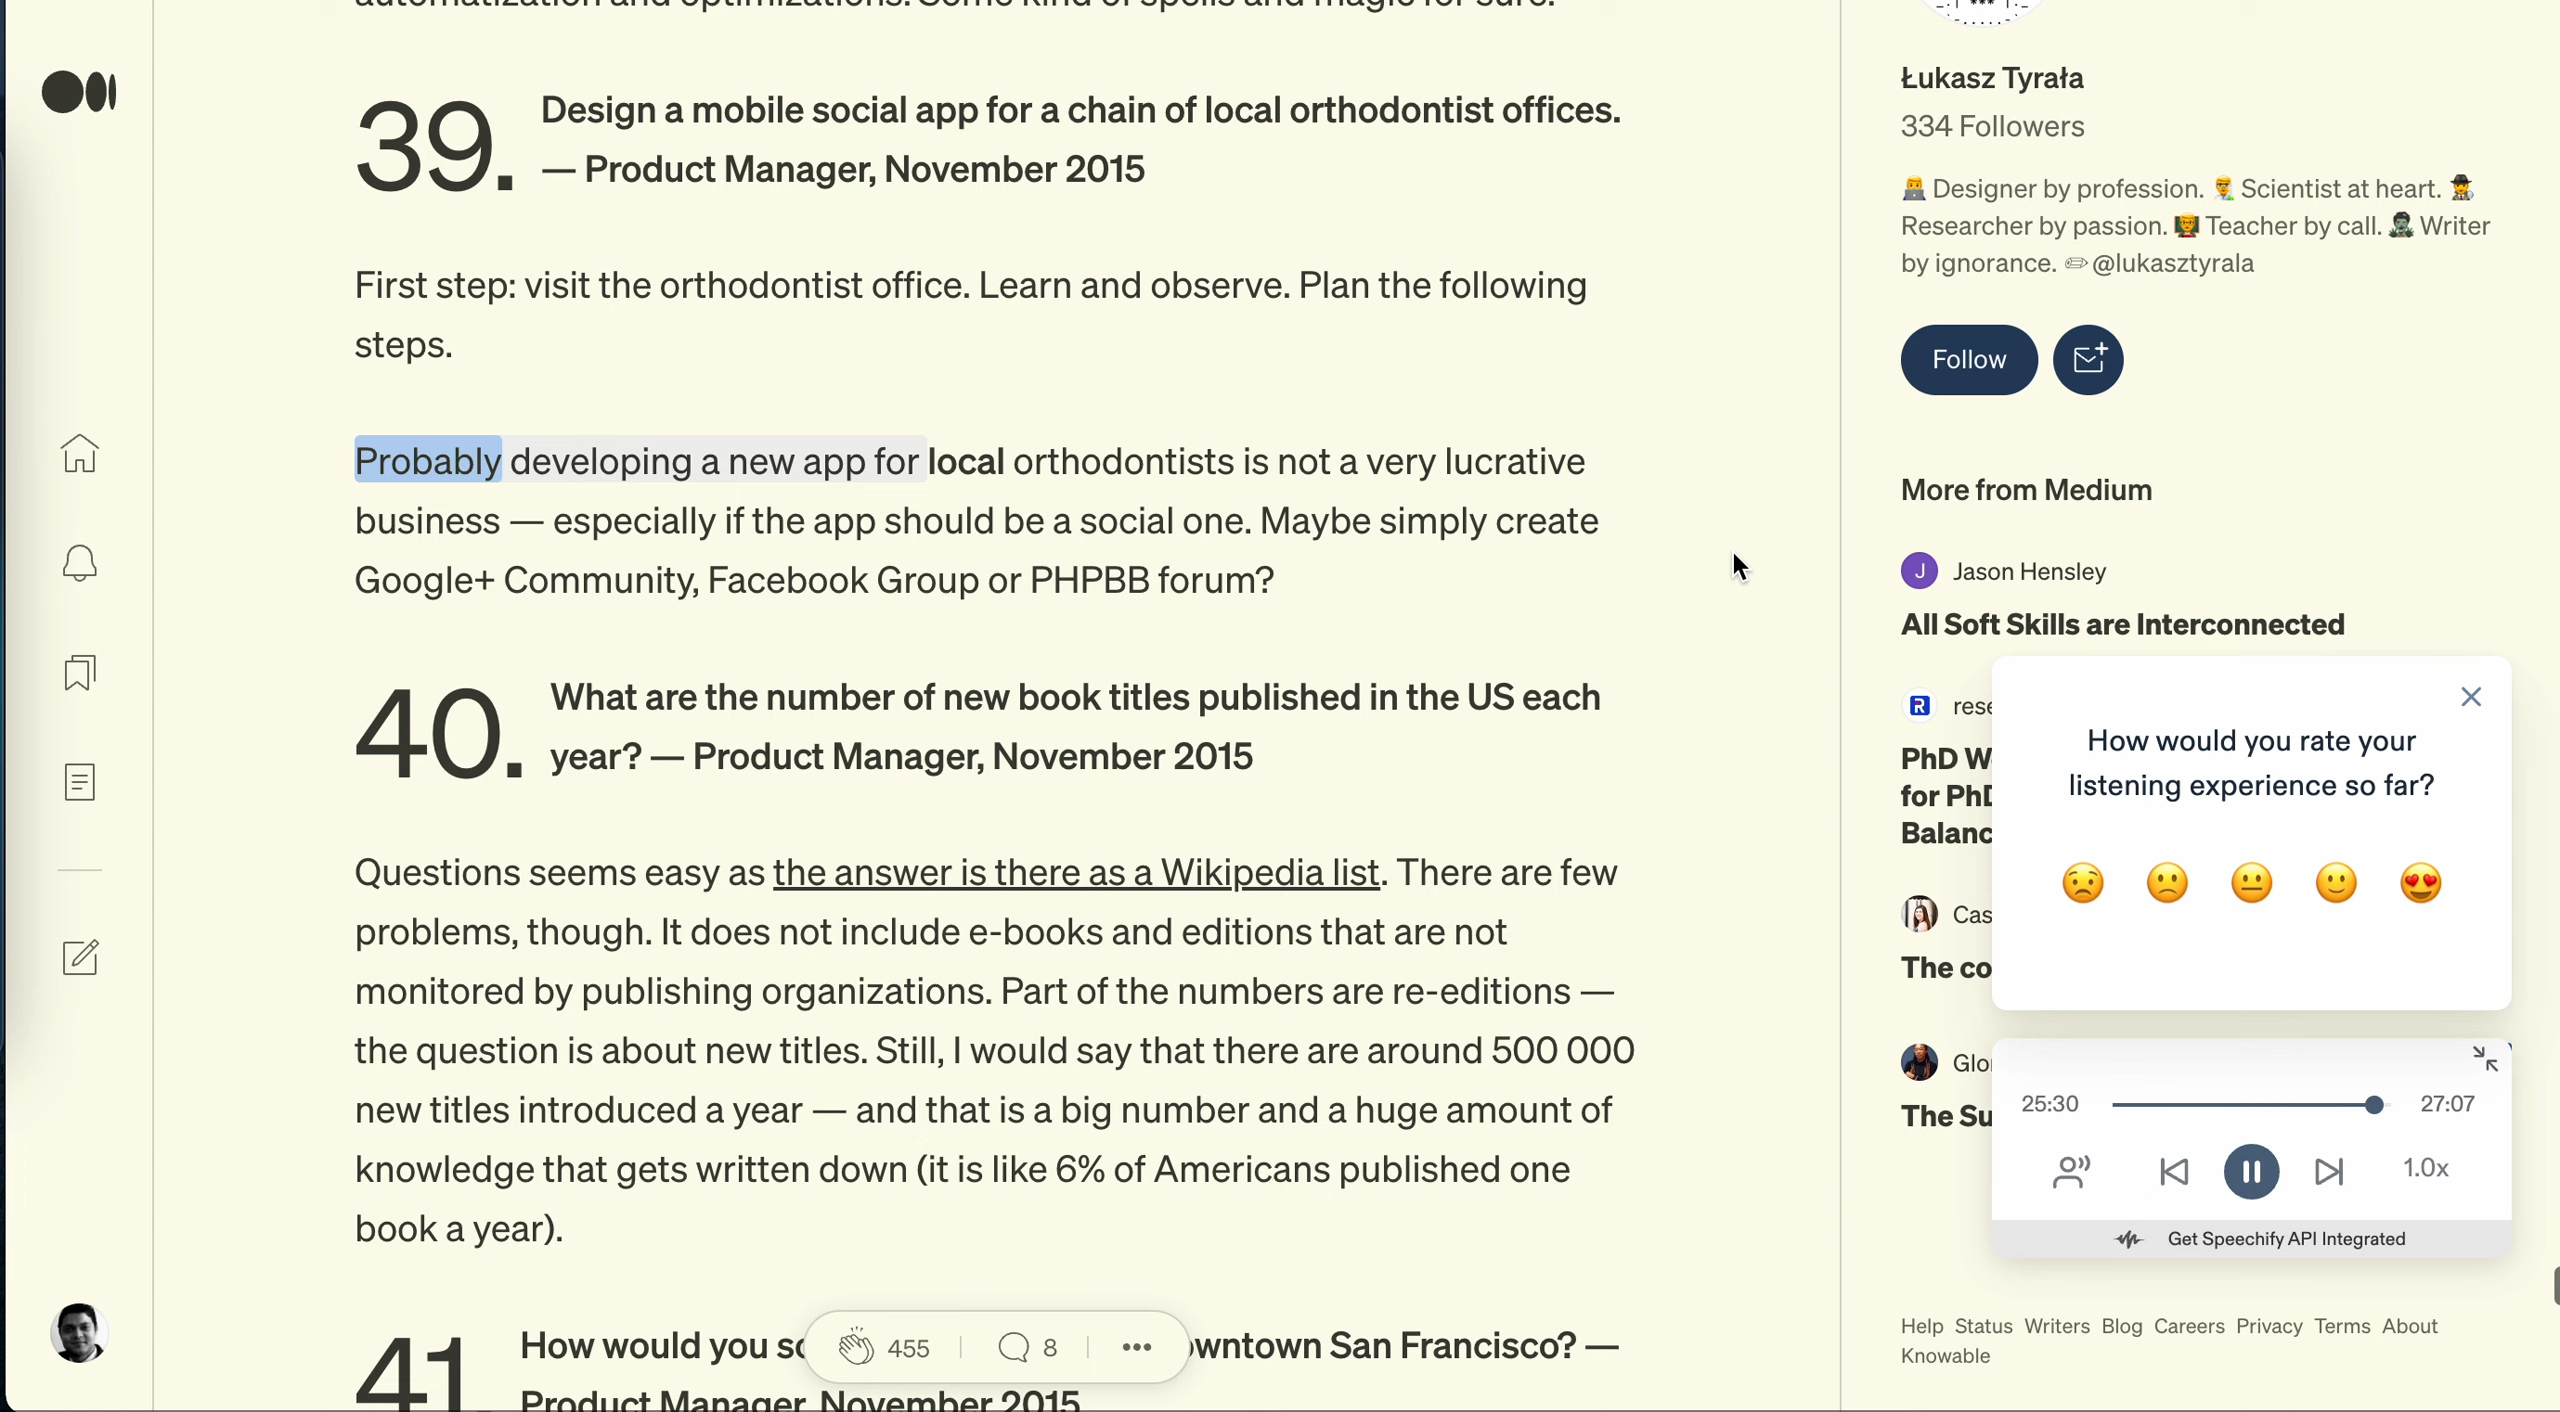 39. Design a mobile social app for a chain of local orthodontist offices.
— Product Manager, November 2015
First step: visit the orthodontist office. Learn and observe. Plan the following
steps.
Probably developing a new app for local orthodontists is not a very lucrative
business — especially if the app should be a social one. Maybe simply create
Google+ Community, Facebook Group or PHPBB forum?
40. What are the number of new book titles published in the US each
year? — Product Manager, November 2015
Questions seems easy as the answer is there as a Wikipedia list. There are few
problems, though. It does not include e-books and editions that are not
monitored by publishing organizations. Part of the numbers are re-editions —
the question is about new titles. Still, I would say that there are around 500 000
new titles introduced a year — and that is a big number and a huge amount of
knowledge that gets written down (it is like 6% of Americans published one
book a year).
41. How would you
owntown San Francisco? —
Product Manager, November 2015
455
8
Łukasz Tyrała
334 Followers
Designer by profession. Scientist at heart.
Researcher by passion. Teacher by call. Writer
by ignorance. ✏ @lukasztyrala
Follow
More from Medium
J Jason Hensley
All Soft Skills are Interconnected
R rese
PhD W
for PhD
Balanc
Cas
The co
Glo
The Su
How would you rate your
listening experience so far?
25:30
27:07
1.0x
Get Speechify API Integrated
Help Status Writers Blog Careers Privacy Terms About
Knowable